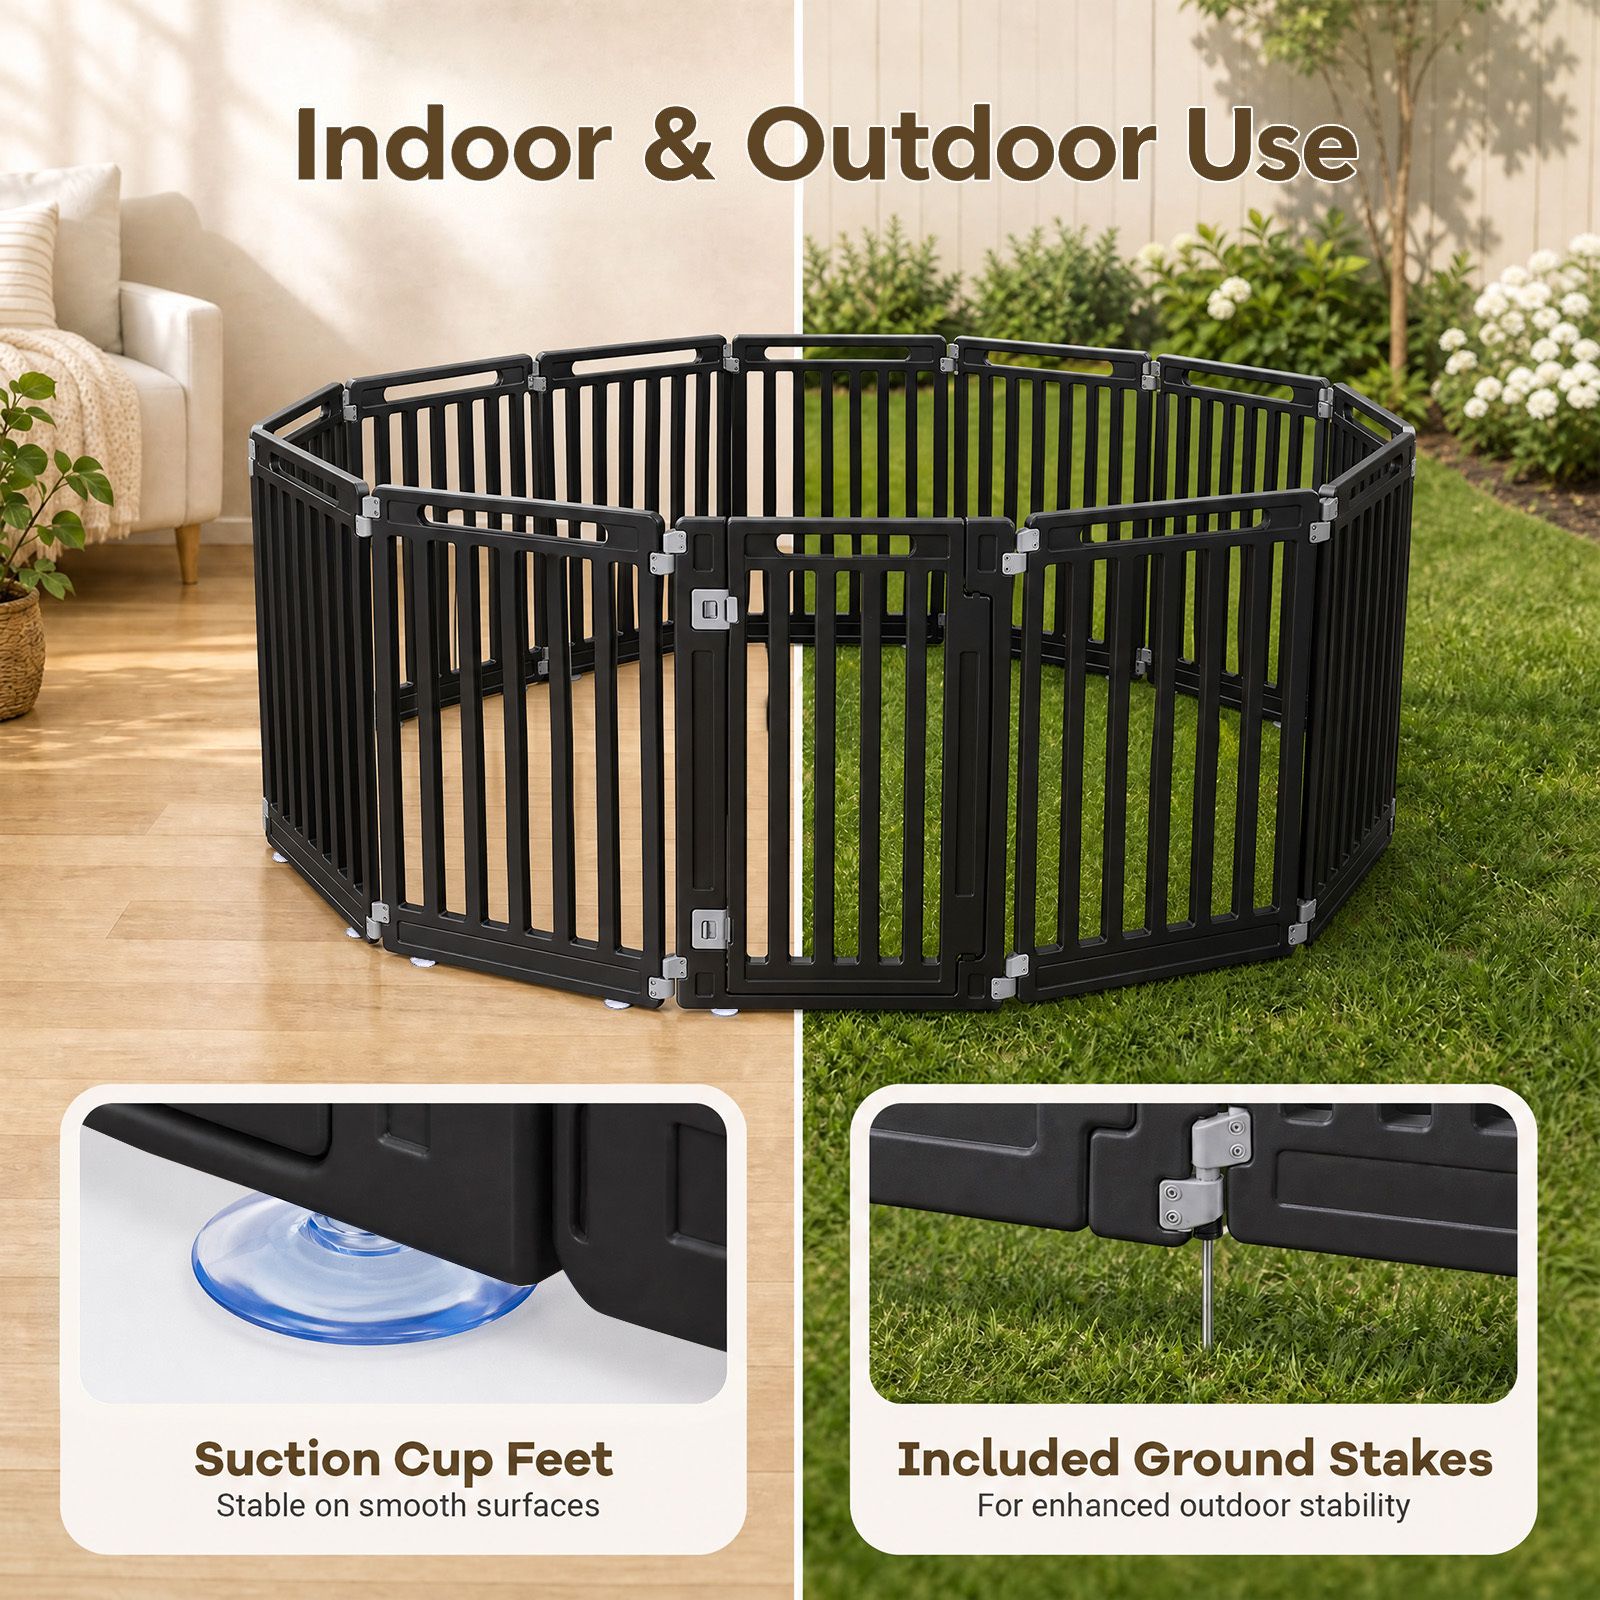 Indoor & Outdoor Use
Suction Cup Feet
Stable on smooth surfaces
Included Ground Stakes
For enhanced outdoor stability